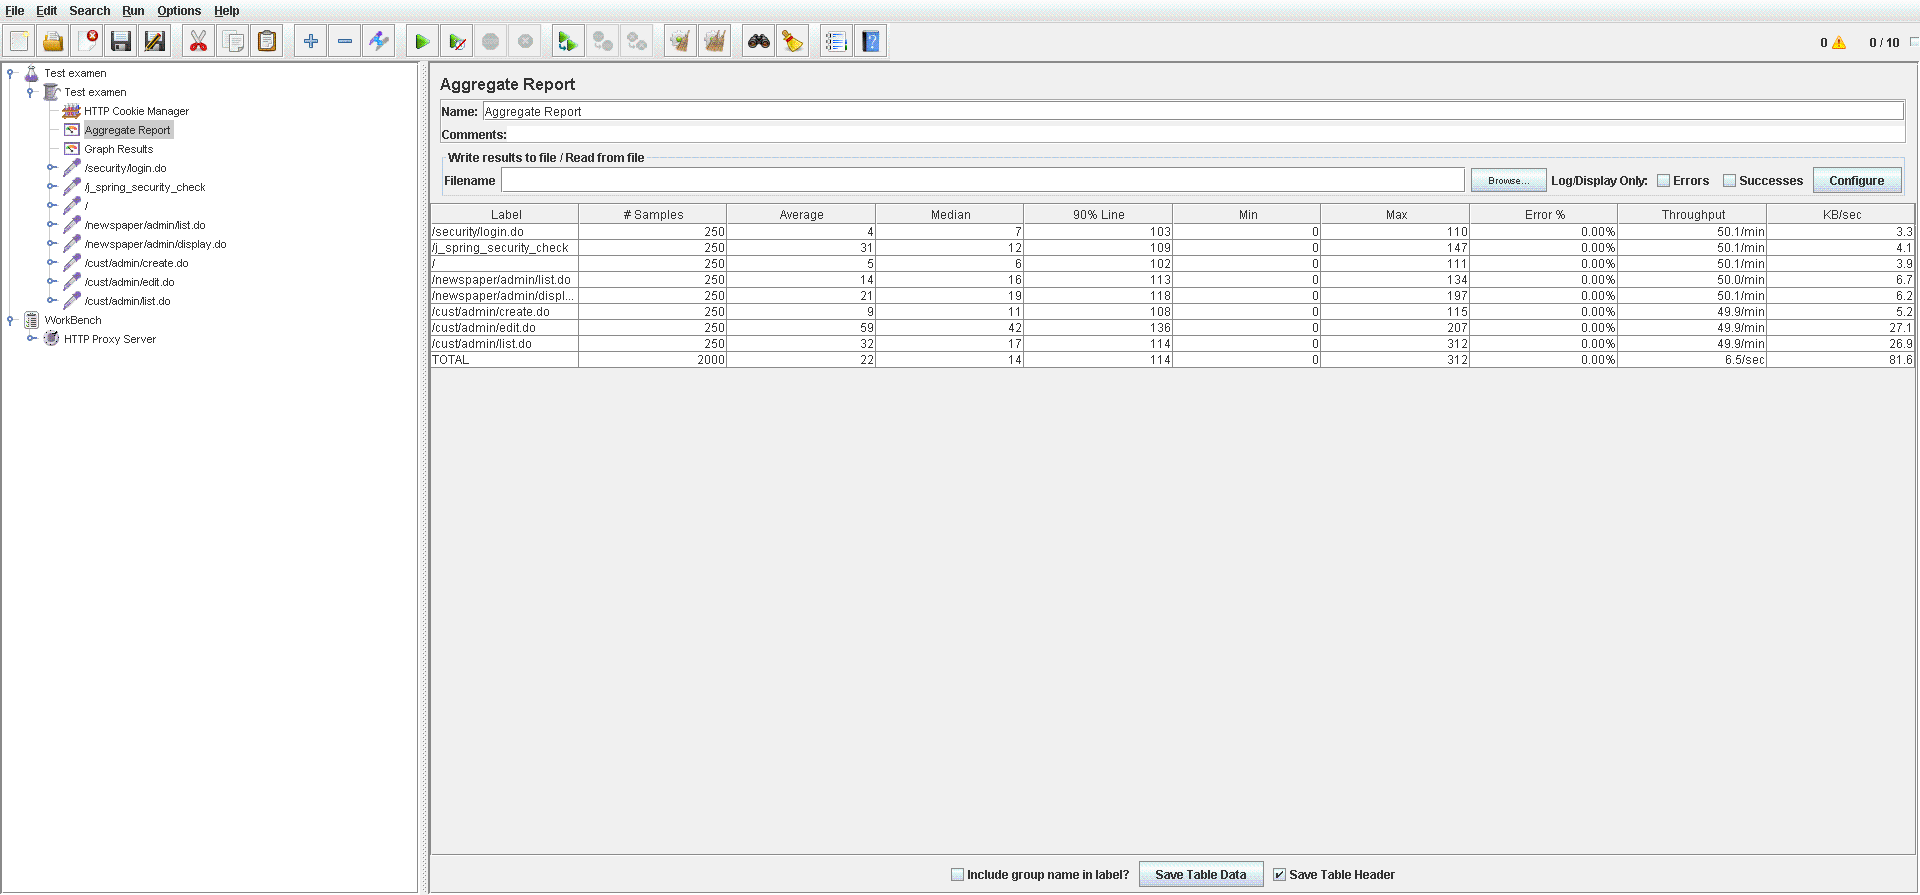 File Edit Search Run Options Help
0 0 / 10
Test examen
Test examen
HTTP Cookie Manager
Aggregate Report
Graph Results
/security/login.do
/j_spring_security_check
/
/newspaper/admin/list.do
/newspaper/admin/display.do
/cust/admin/create.do
/cust/admin/edit.do
/cust/admin/list.do
WorkBench
HTTP Proxy Server
Aggregate Report
Name: Aggregate Report
Comments:
Write results to file / Read from file
Filename Browse... Log/Display Only: Errors Successes Configure
Label # Samples Average Median 90% Line Min Max Error % Throughput KB/sec
/security/login.do 250 4 7 103 0 110 0.00% 50.1/min 3.3
/j_spring_security_check 250 31 12 109 0 147 0.00% 50.1/min 4.1
/ 250 5 6 102 0 111 0.00% 50.1/min 3.9
/newspaper/admin/list.do 250 14 16 113 0 134 0.00% 50.0/min 6.7
/newspaper/admin/displ... 250 21 19 118 0 197 0.00% 50.1/min 6.2
/cust/admin/create.do 250 9 11 108 0 115 0.00% 49.9/min 5.2
/cust/admin/edit.do 250 59 42 136 0 207 0.00% 49.9/min 27.1
/cust/admin/list.do 250 32 17 114 0 312 0.00% 49.9/min 26.9
TOTAL 2000 22 14 114 0 312 0.00% 6.5/sec 81.6
Include group name in label? Save Table Data Save Table Header